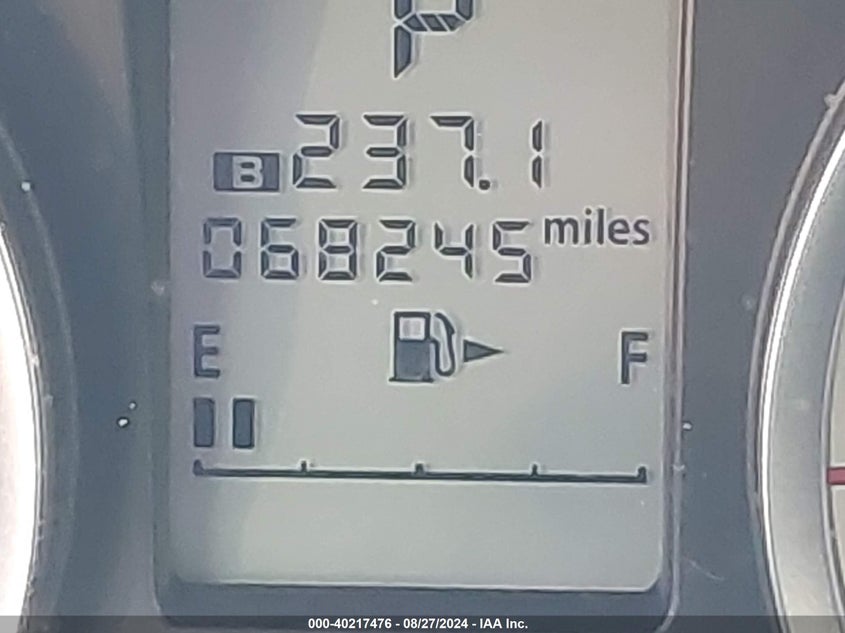 P
B 237.1
068245 miles
E F
000-40217476 - 08/27/2024 - IAA Inc.